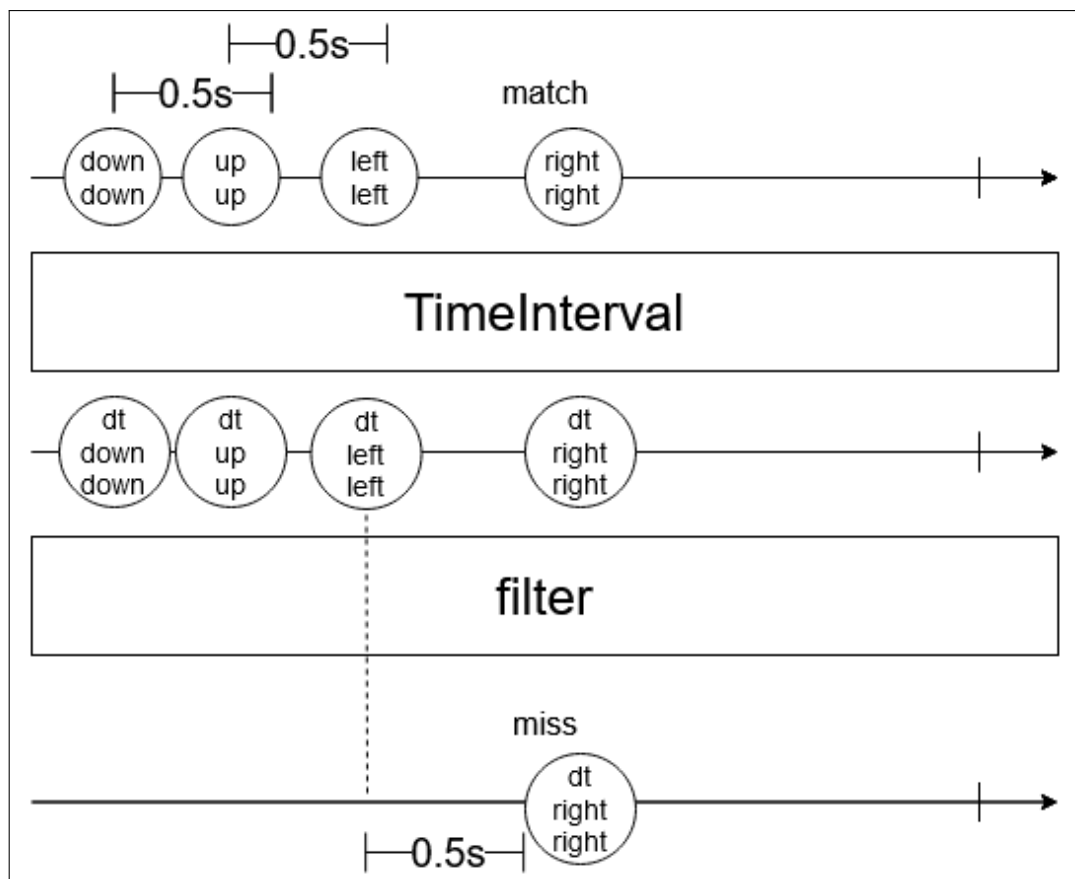 0.5s
0.5s
match
down
down
up
up
left
left
right
right
TimeInterval
dt
down
down
dt
up
up
dt
left
left
dt
right
right
filter
miss
dt
right
right
0.5s